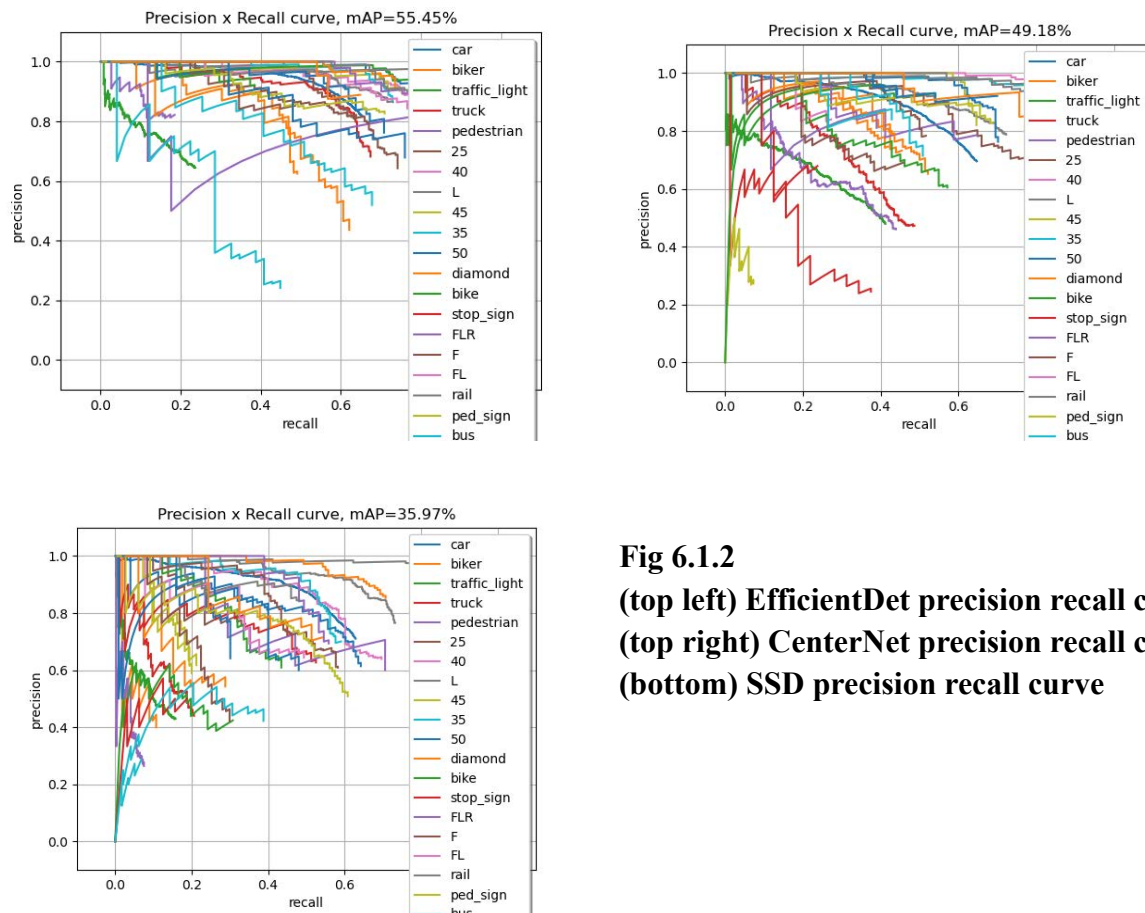 Precision x Recall curve, mAP=55.45%
1.0
0.8
0.6
0.4
0.2
0.0
precision
0.0
0.2
0.4
0.6
recall
car
biker
traffic_light
truck
pedestrian
25
40
L
45
35
50
diamond
bike
stop_sign
FLR
F
FL
rail
ped_sign
bus
Precision x Recall curve, mAP=49.18%
1.0
0.8
0.6
0.4
0.2
0.0
precision
0.0
0.2
0.4
0.6
recall
car
biker
traffic_light
truck
pedestrian
25
40
L
45
35
50
diamond
bike
stop_sign
FLR
F
FL
rail
ped_sign
bus
Precision x Recall curve, mAP=35.97%
1.0
0.8
0.6
0.4
0.2
0.0
precision
0.0
0.2
0.4
0.6
recall
car
biker
traffic_light
truck
pedestrian
25
40
L
45
35
50
diamond
bike
stop_sign
FLR
F
FL
rail
ped_sign
Fig 6.1.2
(top left) EfficientDet precision recall c
(top right) CenterNet precision recall c
(bottom) SSD precision recall curve